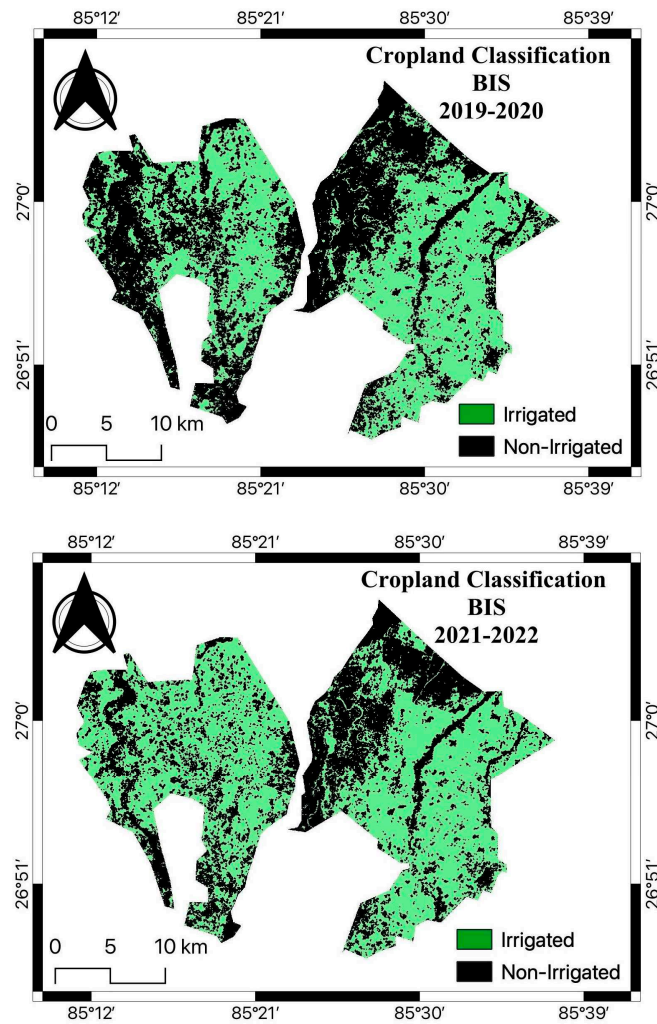 85°12′ 85°21′ 85°30′ 85°39′
Cropland Classification
BIS
2019-2020
27°0′ 27°0′
26°51′ 26°51′
Irrigated
Non-Irrigated
0 5 10 km
85°12′ 85°21′ 85°30′ 85°39′
85°12′ 85°21′ 85°30′ 85°39′
Cropland Classification
BIS
2021-2022
27°0′ 27°0′
26°51′ 26°51′
Irrigated
Non-Irrigated
0 5 10 km
85°12′ 85°21′ 85°30′ 85°39′